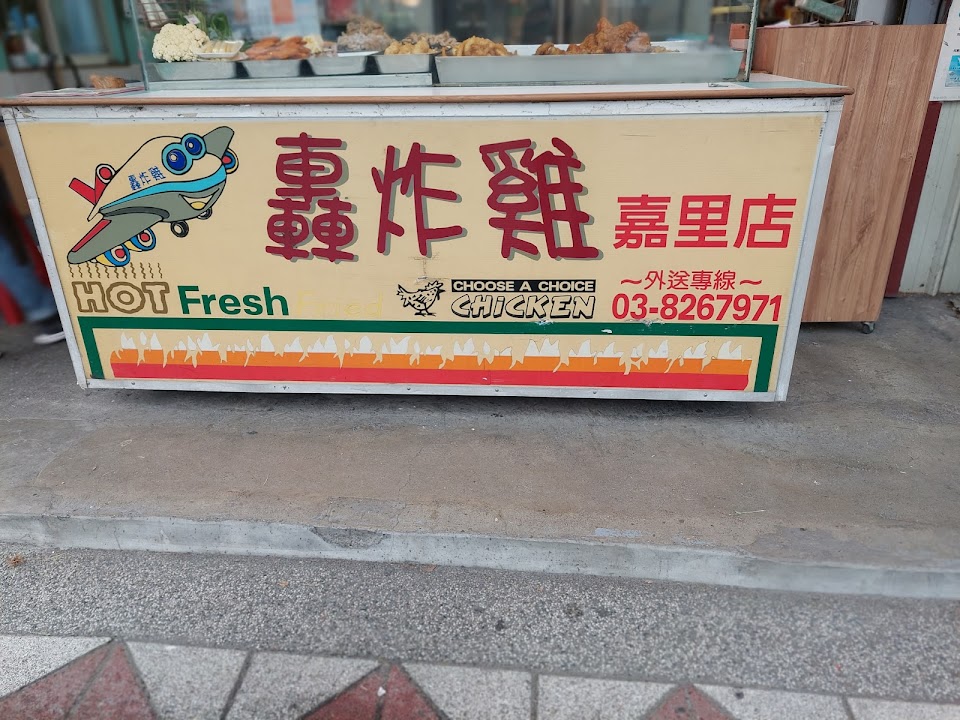 轟炸雞
轟炸雞 嘉里店
HOT Fresh Fried
CHOOSE A CHOICE
CHiCKEN
～外送專線～
03-8267971